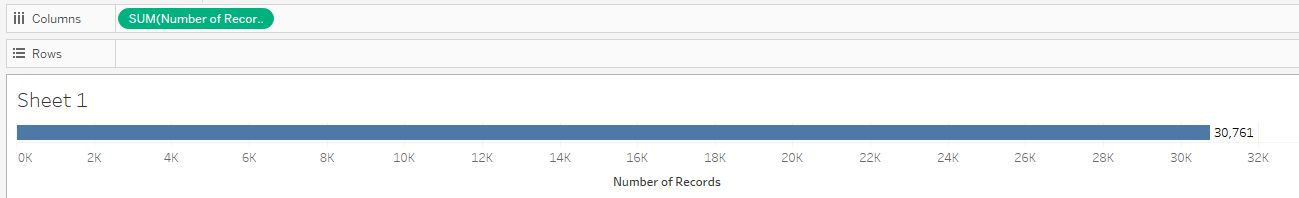 Columns SUM(Number of Recor..
Rows
Sheet 1
30,761
0K 2K 4K 6K 8K 10K 12K 14K 16K 18K 20K 22K 24K 26K 28K 30K 32K
Number of Records